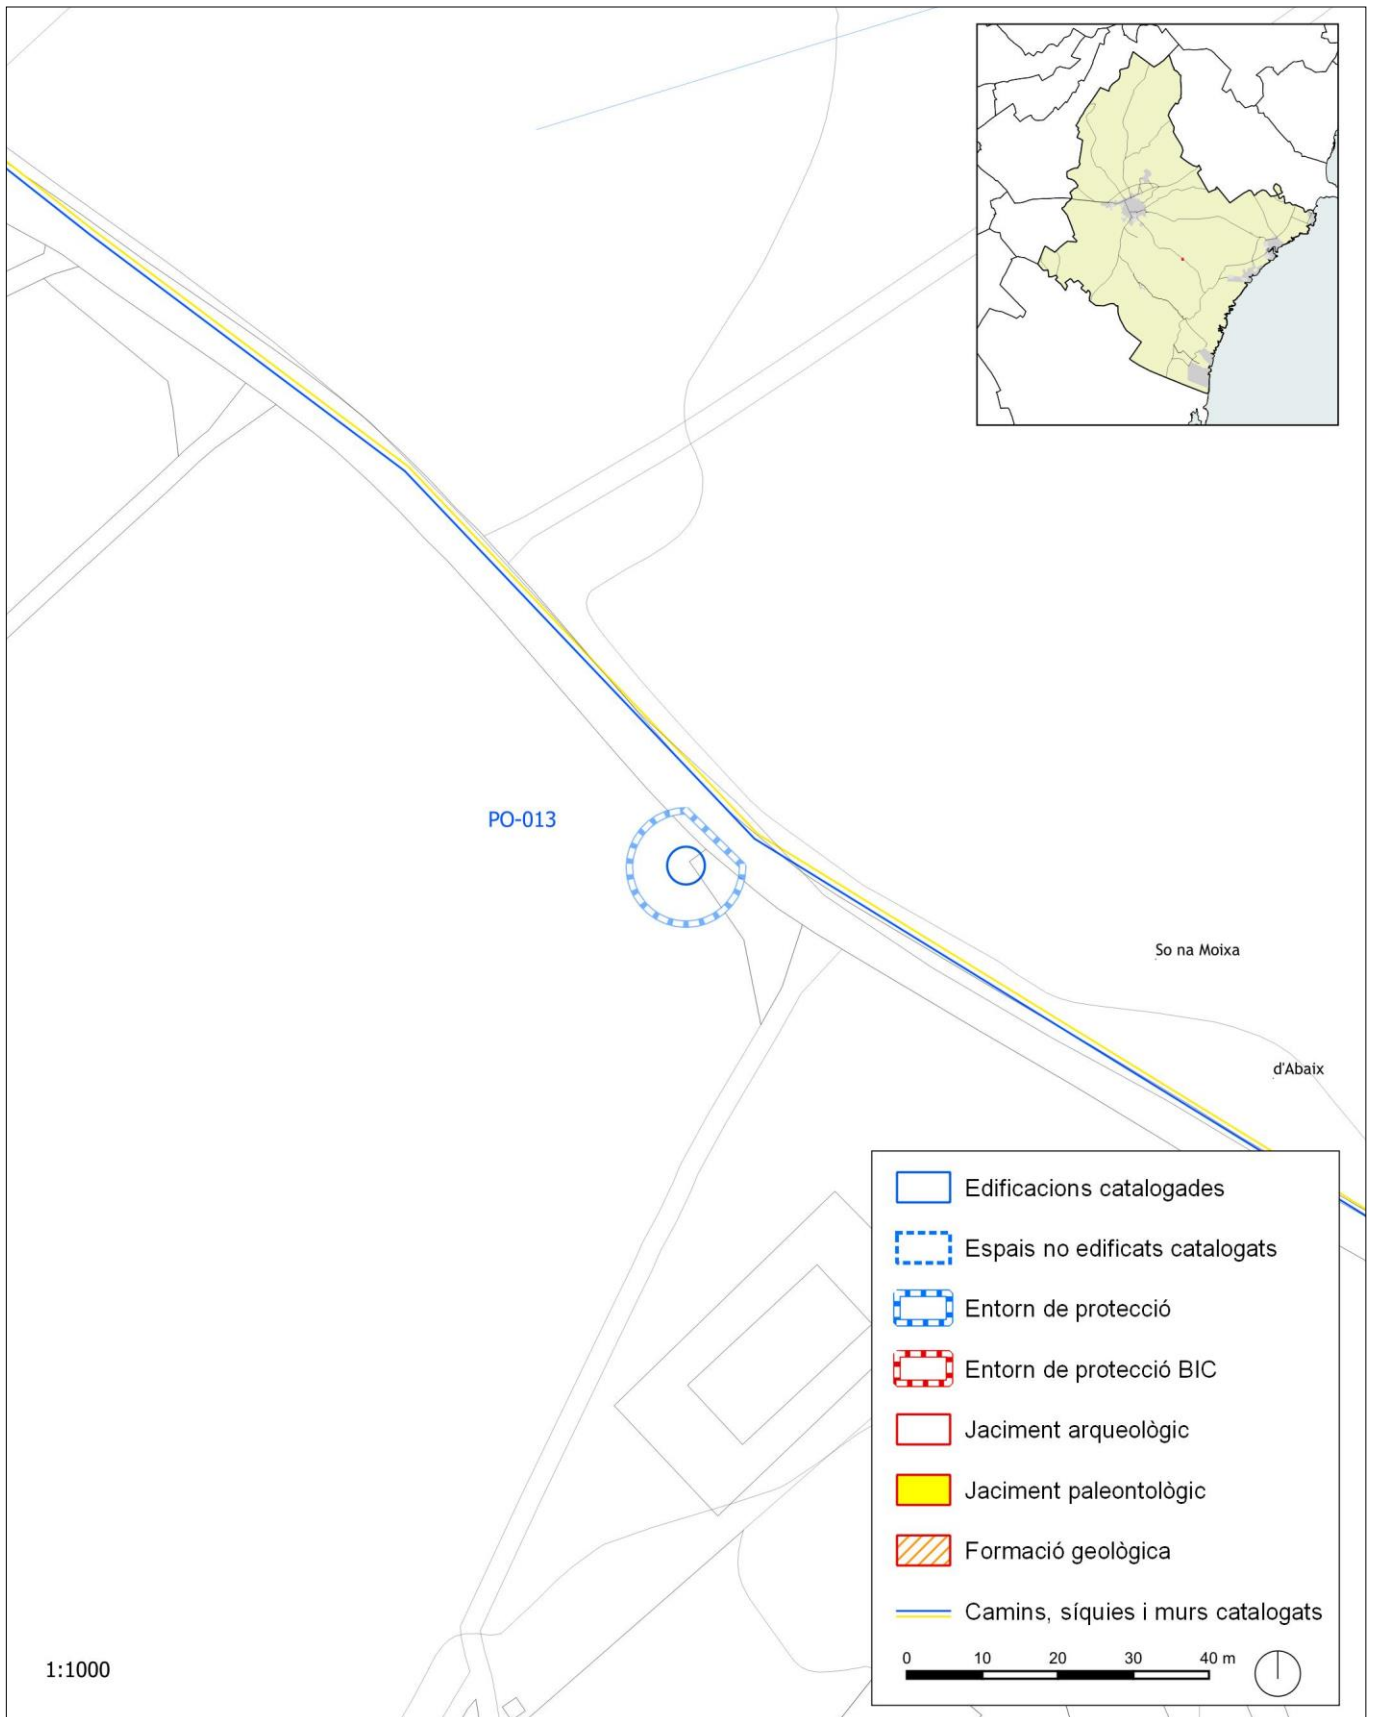 PO-013
So na Moixa
d'Abaix
Edificacions catalogades
Espais no edificats catalogats
Entorn de protecció
Entorn de protecció BIC
Jaciment arqueològic
Jaciment paleontològic
Formació geològica
Camins, síquies i murs catalogats
0 10 20 30 40 m
1:1000